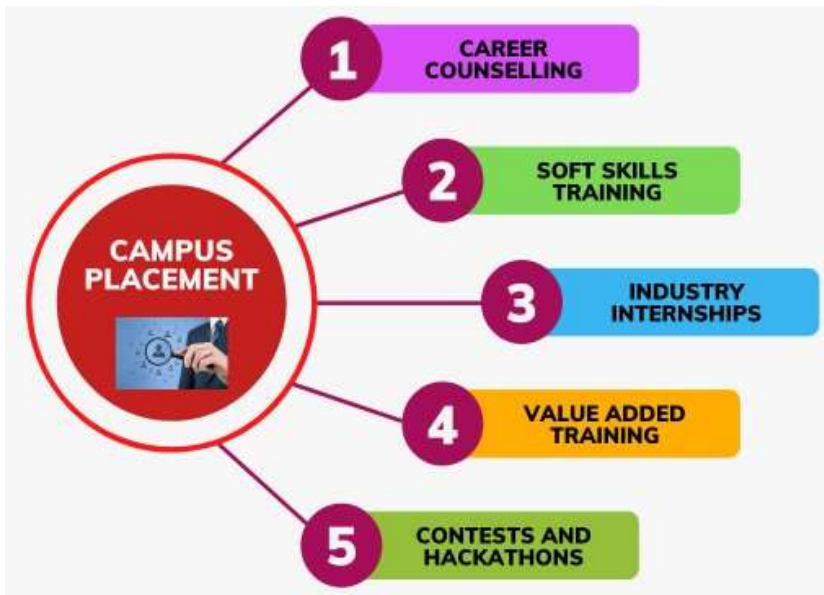 CAMPUS
PLACEMENT
1
CAREER
COUNSELLING
2
SOFT SKILLS
TRAINING
3
INDUSTRY
INTERNSHIPS
4
VALUE ADDED
TRAINING
5
CONTESTS AND
HACKATHONS